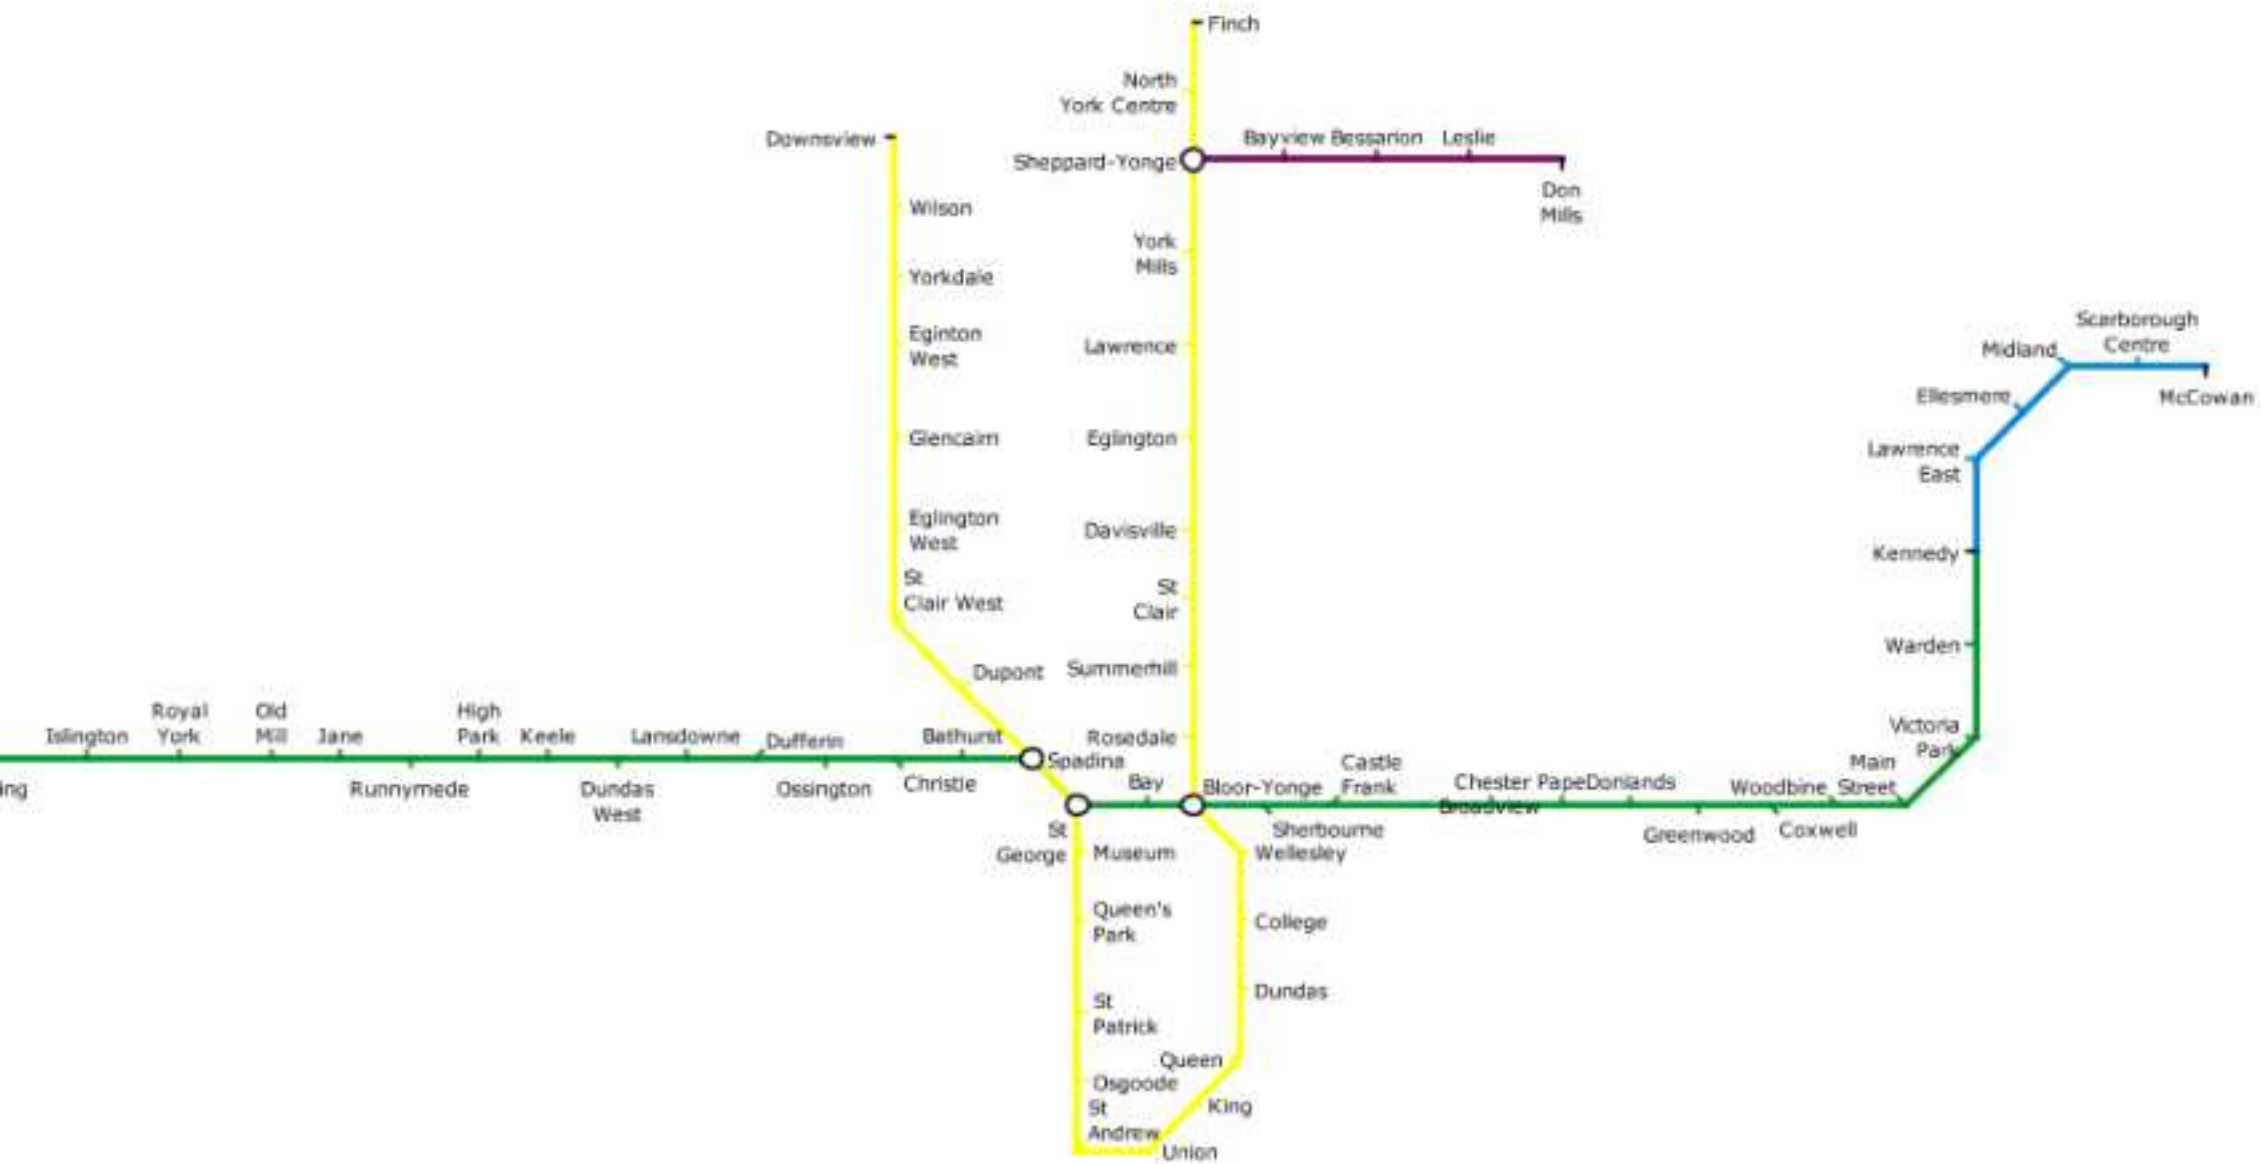 Finch
North
York Centre
Downsview
Sheppard-Yonge
Bayview
Bessarion
Leslie
Don
Mills
Wilson
York
Mills
Yorkdale
Eginton
West
Lawrence
Scarborough
Centre
Midland
McCowan
Ellesmere
Glencairn
Eglington
Lawrence
East
Eglington
West
Davisville
Kennedy
St
Clair West
St
Clair
Warden
Dupont
Summerhill
Islington
Royal
York
Old
Mill
Jane
High
Park
Keele
Lansdowne
Dufferin
Bathurst
Spadina
Rosedale
Victoria
Park
ing
Runnymede
Dundas
West
Ossington
Christie
Bay
Bloor-Yonge
Castle
Frank
Chester
Pape
Donlands
Broadview
Woodbine
Main
Street
St
George
Sherbourne
Greenwood
Coxwell
Museum
Wellesley
Queen's
Park
College
St
Patrick
Dundas
Queen
Osgoode
King
St
Andrew
Union